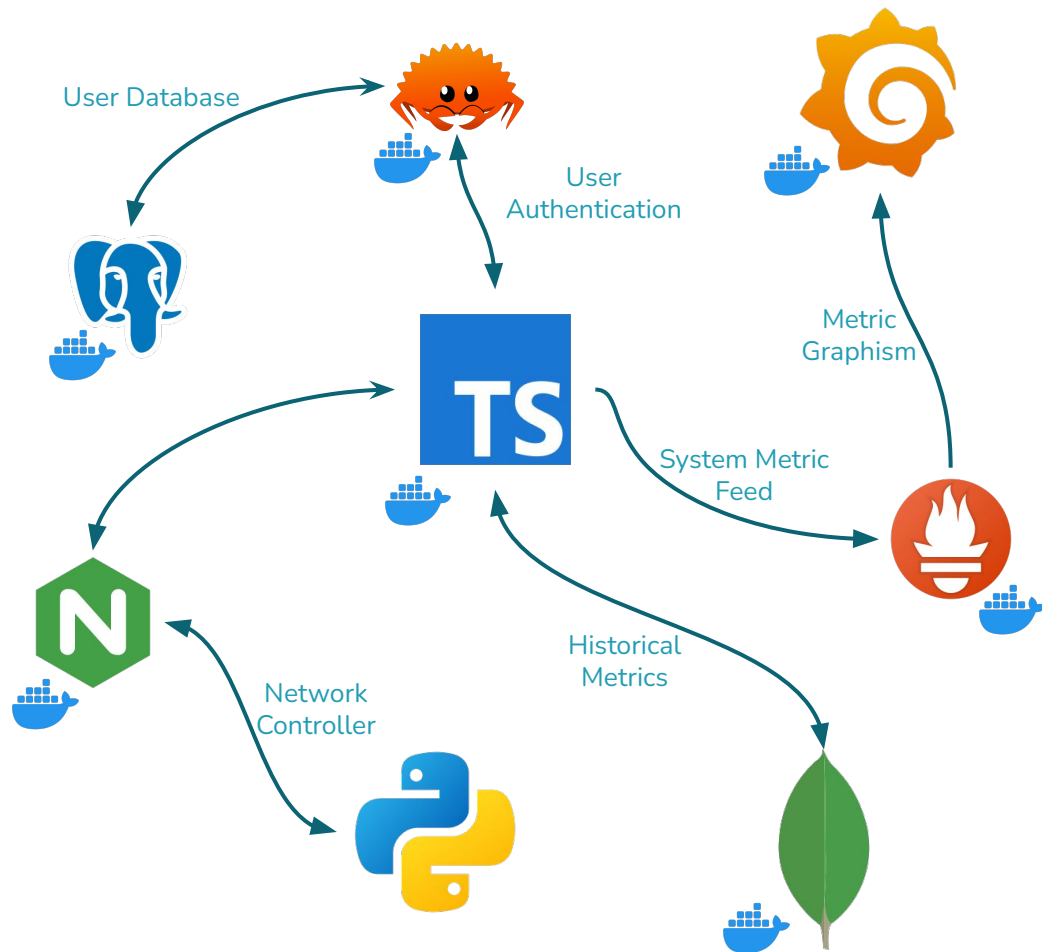 User Database
User
Authentication
Metric
Graphism
TS
System Metric
Feed
Historical
Metrics
N
Network
Controller